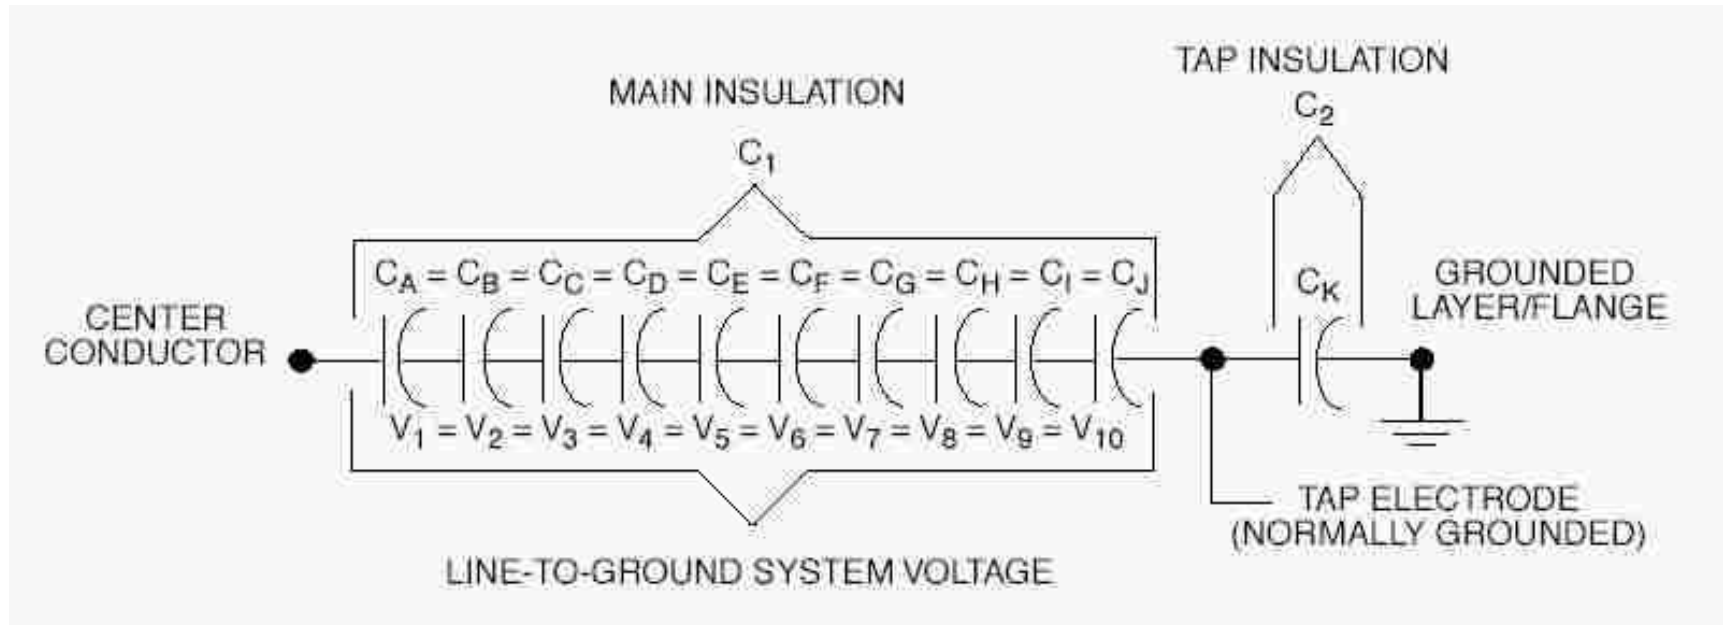 TAP INSULATION
C2
MAIN INSULATION
C1
CA = CB = CC = CD = CE = CF = CG = CH = CI = CJ
CK
GROUNDED
LAYER/FLANGE
CENTER
CONDUCTOR
V1 = V2 = V3 = V4 = V5 = V6 = V7 = V8 = V9 = V10
TAP ELECTRODE
(NORMALLY GROUNDED)
LINE-TO-GROUND SYSTEM VOLTAGE